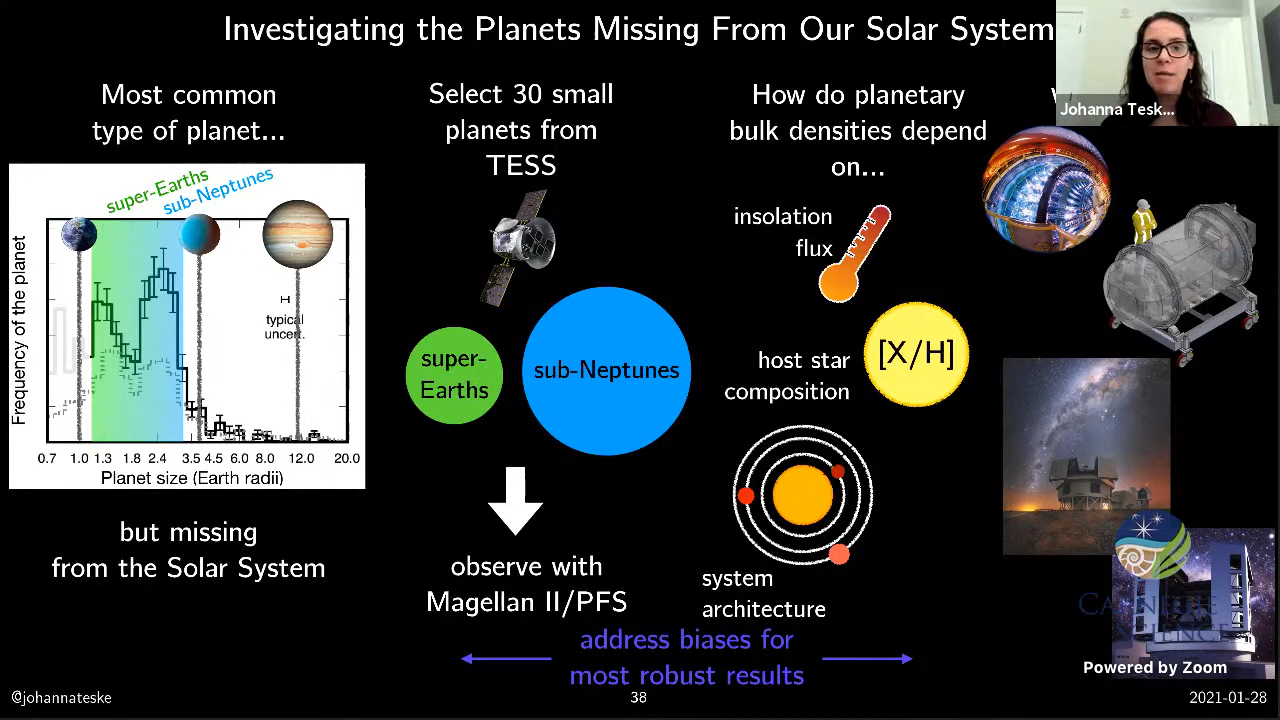 Investigating the Planets Missing From Our Solar System
Most common
type of planet...
super-Earths
sub-Neptunes
Frequency of the planet
typical
uncert.
0.7 1.0 1.3 1.8 2.4 3.5 4.5 6.0 8.0 12.0 20.0
Planet size (Earth radii)
but missing
from the Solar System
Select 30 small
planets from
TESS
super-
Earths
sub-Neptunes
observe with
Magellan II/PFS
How do planetary
bulk densities depend
on...
insolation
flux
host star
composition
[X/H]
system
architecture
address biases for
most robust results
Johanna Tesk...
CARNEGIE
SCIENCE
Powered by Zoom
@johannateske
38
2021-01-28